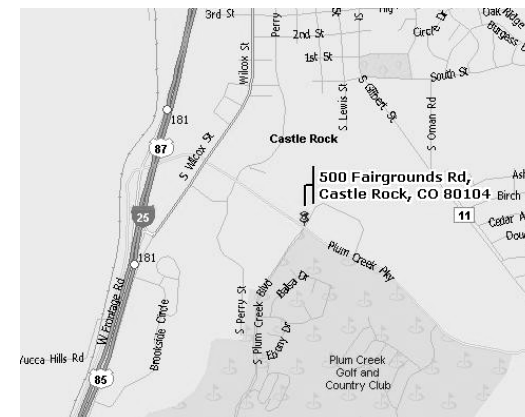 3rd St
Wilcox St
Perry
2nd St
1st St
Circle Dr
Oak Ridge
Burgess D
South St
S Gilbert St
S Lewis St
S Oman Rd
181
87
S Wilcox St
Castle Rock
500 Fairgrounds Rd,
Castle Rock, CO 80104
Ash
Birch
11
Cedar A
Dou
25
181
Plum Creek Pky
W Frontage Rd
Brookside Circle
S Perry St
S Plum Creek Blvd
Balsa Dr
Ebony Dr
Yucca Hills Rd
85
Plum Creek
Golf and
Country Club